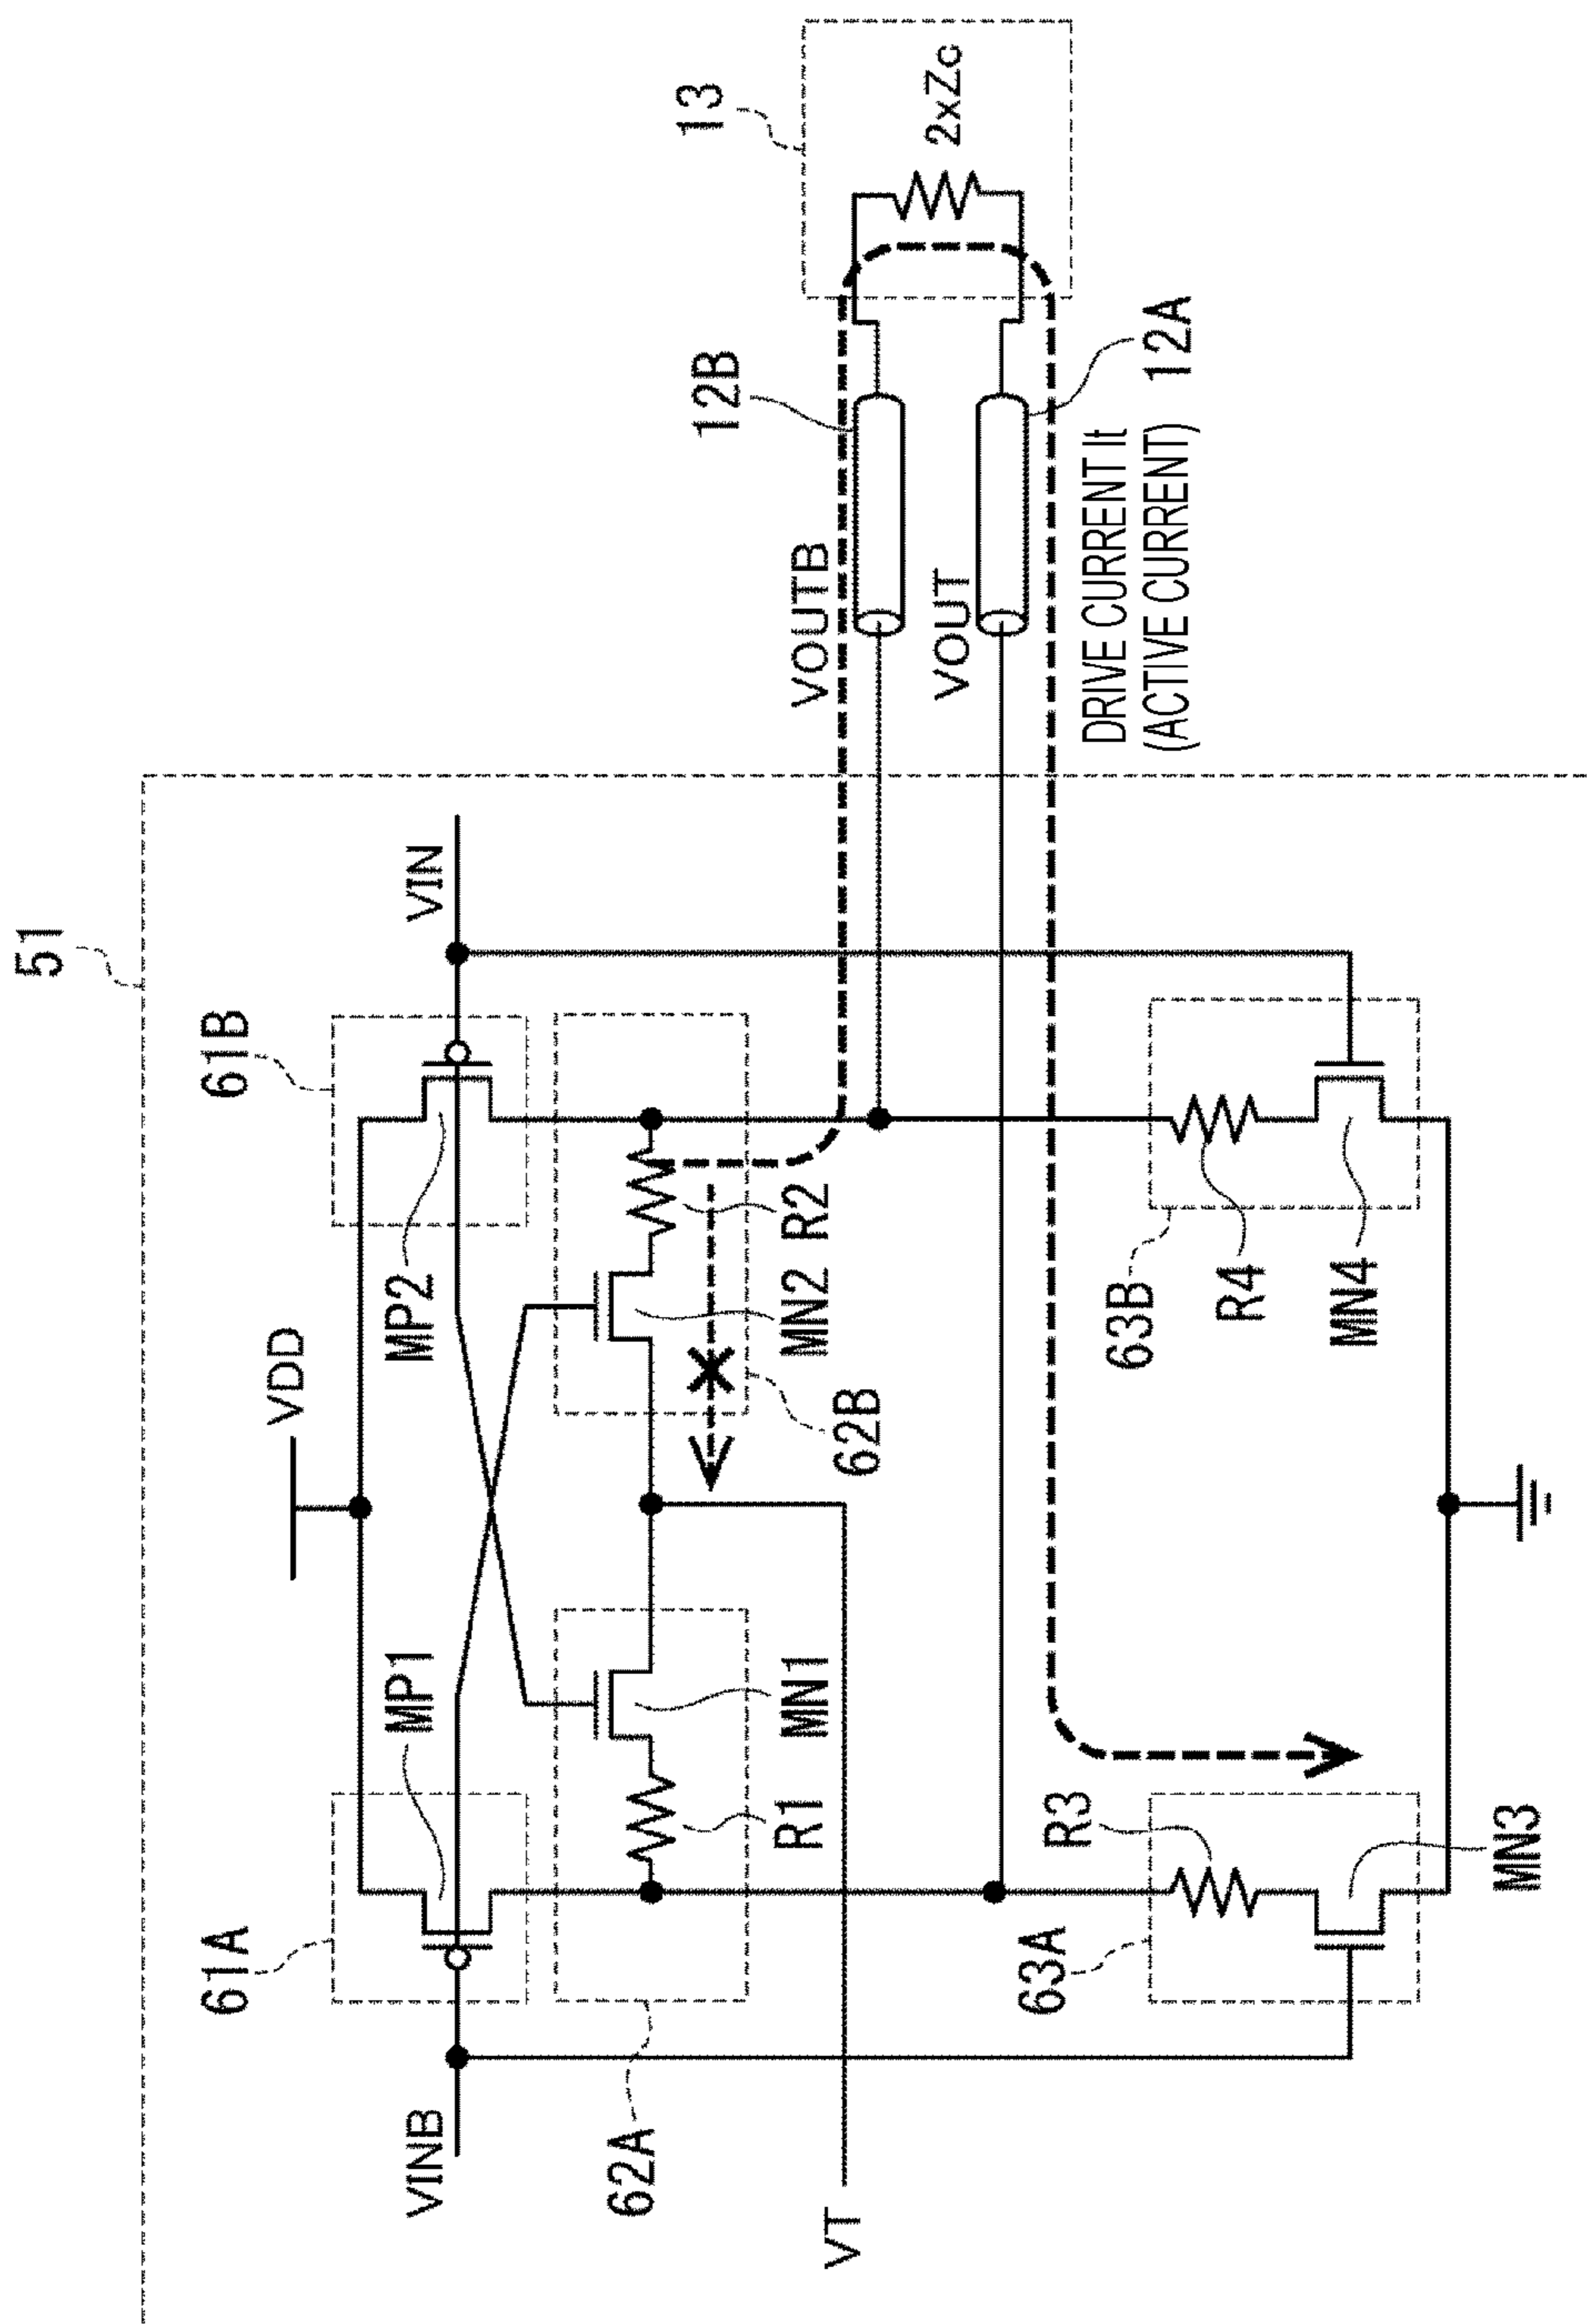 51
VDD
61A
MP1
MP2
61B
VINB
VIN
62A
R1
MN1
MN2
R2
62B
VT
VOUTB
12B
13
2xZc
VOUT
12A
DRIVE CURRENT It
(ACTIVE CURRENT)
63A
R3
MN3
63B
R4
MN4